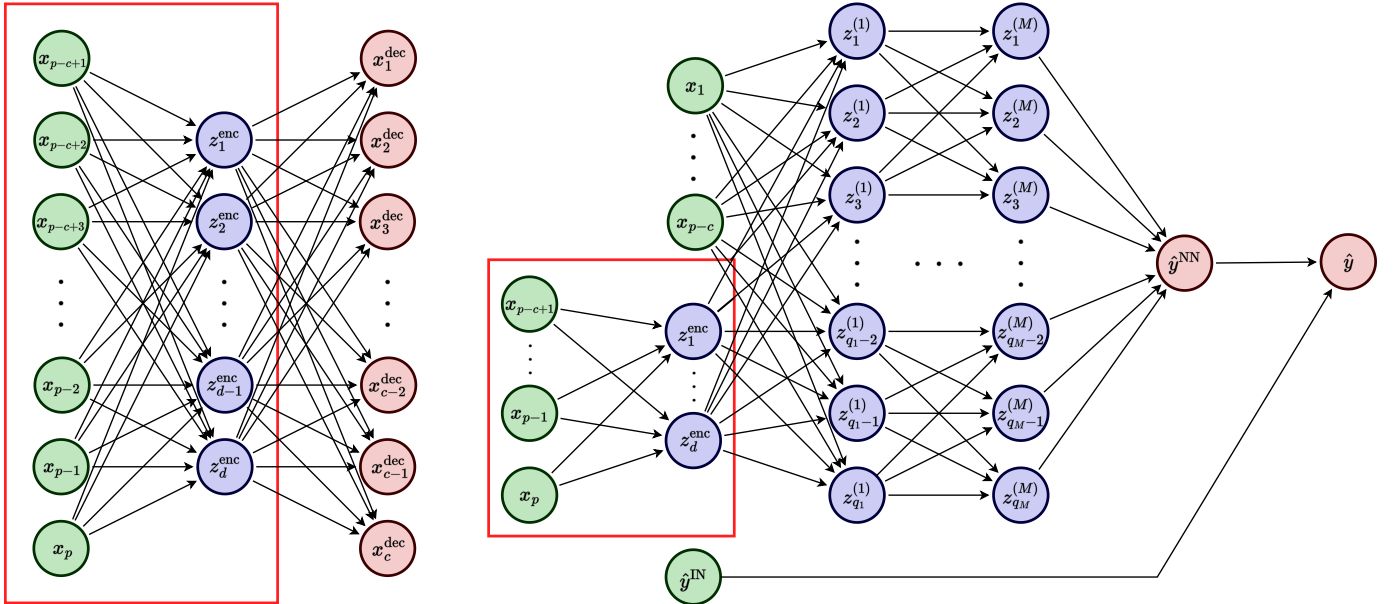 x_{p-c+1}
x_{p-c+2}
x_{p-c+3}
x_{p-2}
x_{p-1}
x_p
z_1^{enc}
z_2^{enc}
z_{d-1}^{enc}
z_d^{enc}
x_1^{dec}
x_2^{dec}
x_3^{dec}
x_{c-2}^{dec}
x_{c-1}^{dec}
x_c^{dec}
x_1
x_{p-c}
x_{p-c+1}
x_{p-1}
x_p
z_1^{enc}
z_d^{enc}
ŷ^{IN}
z_1^{(1)}
z_2^{(1)}
z_3^{(1)}
z_{q_1-2}^{(1)}
z_{q_1-1}^{(1)}
z_{q_1}^{(1)}
z_1^{(M)}
z_2^{(M)}
z_3^{(M)}
z_{q_M-2}^{(M)}
z_{q_M-1}^{(M)}
z_{q_M}^{(M)}
ŷ^{NN}
ŷ